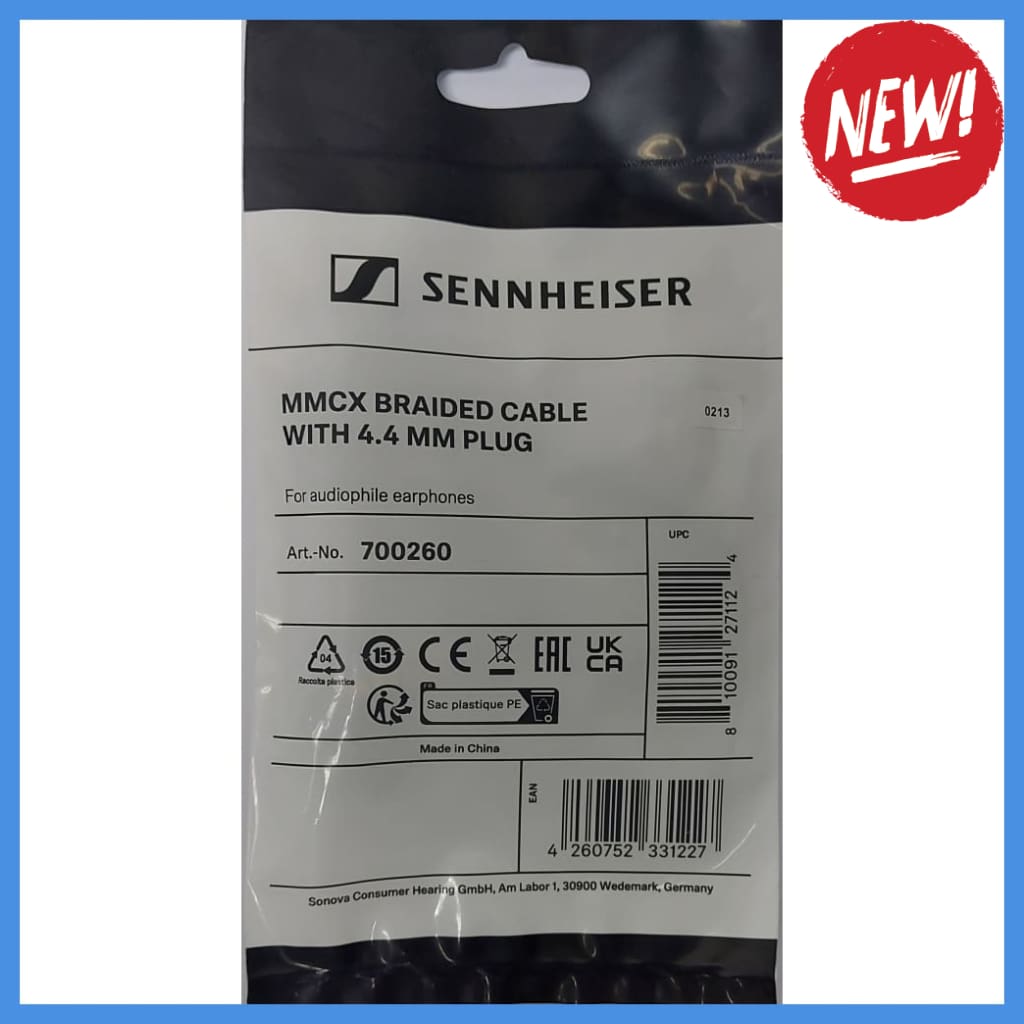 NEW!
SENNHEISER
MMCX BRAIDED CABLE
WITH 4.4 MM PLUG
0213
For audiophile earphones
Art.-No. 700260
UPC
8 10091 27112 4
04
Raccolta plastica
15
CE
EAC
UK
CA
FR
Sac plastique PE
Made in China
EAN
4 260752 331227
Sonova Consumer Hearing GmbH, Am Labor 1, 30900 Wedemark, Germany